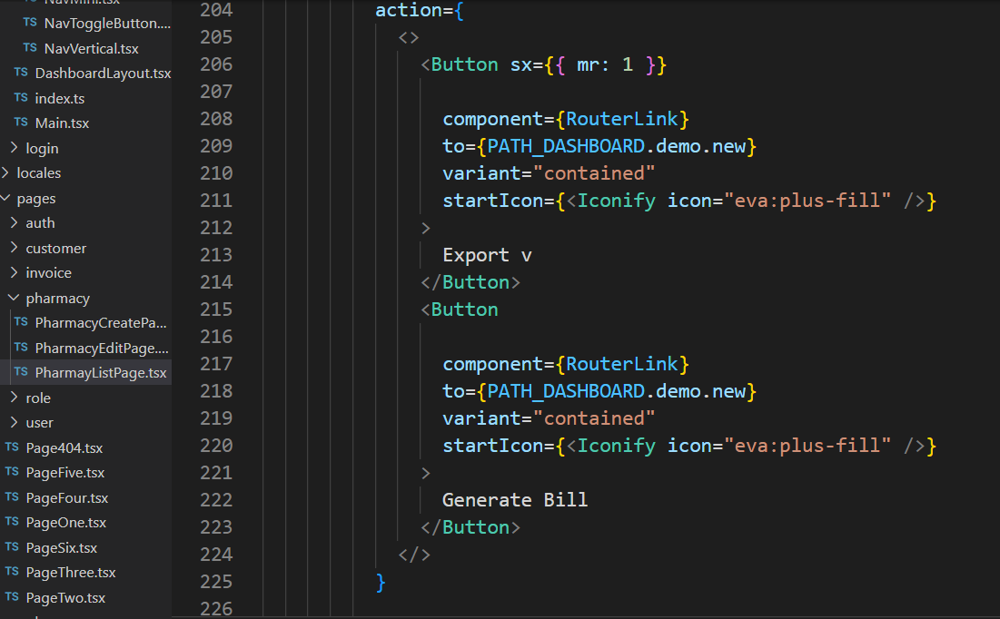 NavMini.tsx
TS NavToggleButton....
TS NavVertical.tsx
TS DashboardLayout.tsx
TS index.ts
TS Main.tsx
login
locales
pages
auth
customer
invoice
pharmacy
TS PharmacyCreatePa...
TS PharmacyEditPage....
TS PharmayListPage.tsx
role
user
TS Page404.tsx
TS PageFive.tsx
TS PageFour.tsx
TS PageOne.tsx
TS PageSix.tsx
TS PageThree.tsx
TS PageTwo.tsx
204 action={
205 <>
206 <Button sx={{ mr: 1 }}
207
208 component={RouterLink}
209 to={PATH_DASHBOARD.demo.new}
210 variant="contained"
211 startIcon={<Iconify icon="eva:plus-fill" />}
212 >
213 Export v
214 </Button>
215 <Button
216
217 component={RouterLink}
218 to={PATH_DASHBOARD.demo.new}
219 variant="contained"
220 startIcon={<Iconify icon="eva:plus-fill" />}
221 >
222 Generate Bill
223 </Button>
224 </>
225 }
226